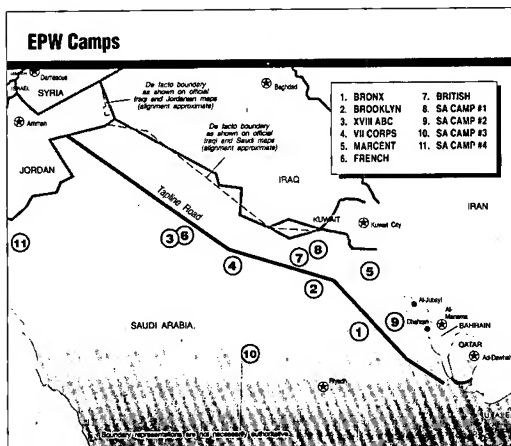 EPW Camps
Damascus
ISRAEL
SYRIA
De facto boundary
as shown on official
Iraqi and Jordanian maps
(alignment approximate)
Baghdad
Amman
De facto boundary
as shown on official
Iraqi and Saudi maps
(alignment approximate)
1. BRONX
2. BROOKLYN
3. XVIII ABC
4. VII CORPS
5. MARCENT
6. FRENCH
7. BRITISH
8. SA CAMP #1
9. SA CAMP #2
10. SA CAMP #3
11. SA CAMP #4
JORDAN
IRAQ
IRAN
Tapline Road
KUWAIT
Kuwait City
11
3
6
8
7
4
5
2
Al-Jubayl
Al-
Manama
9
Dhahran
BAHRAIN
1
SAUDI ARABIA
QATAR
10
Ad-Dawhah
Riyadh
U.A.E.
Boundary representations are not necessarily authoritative.